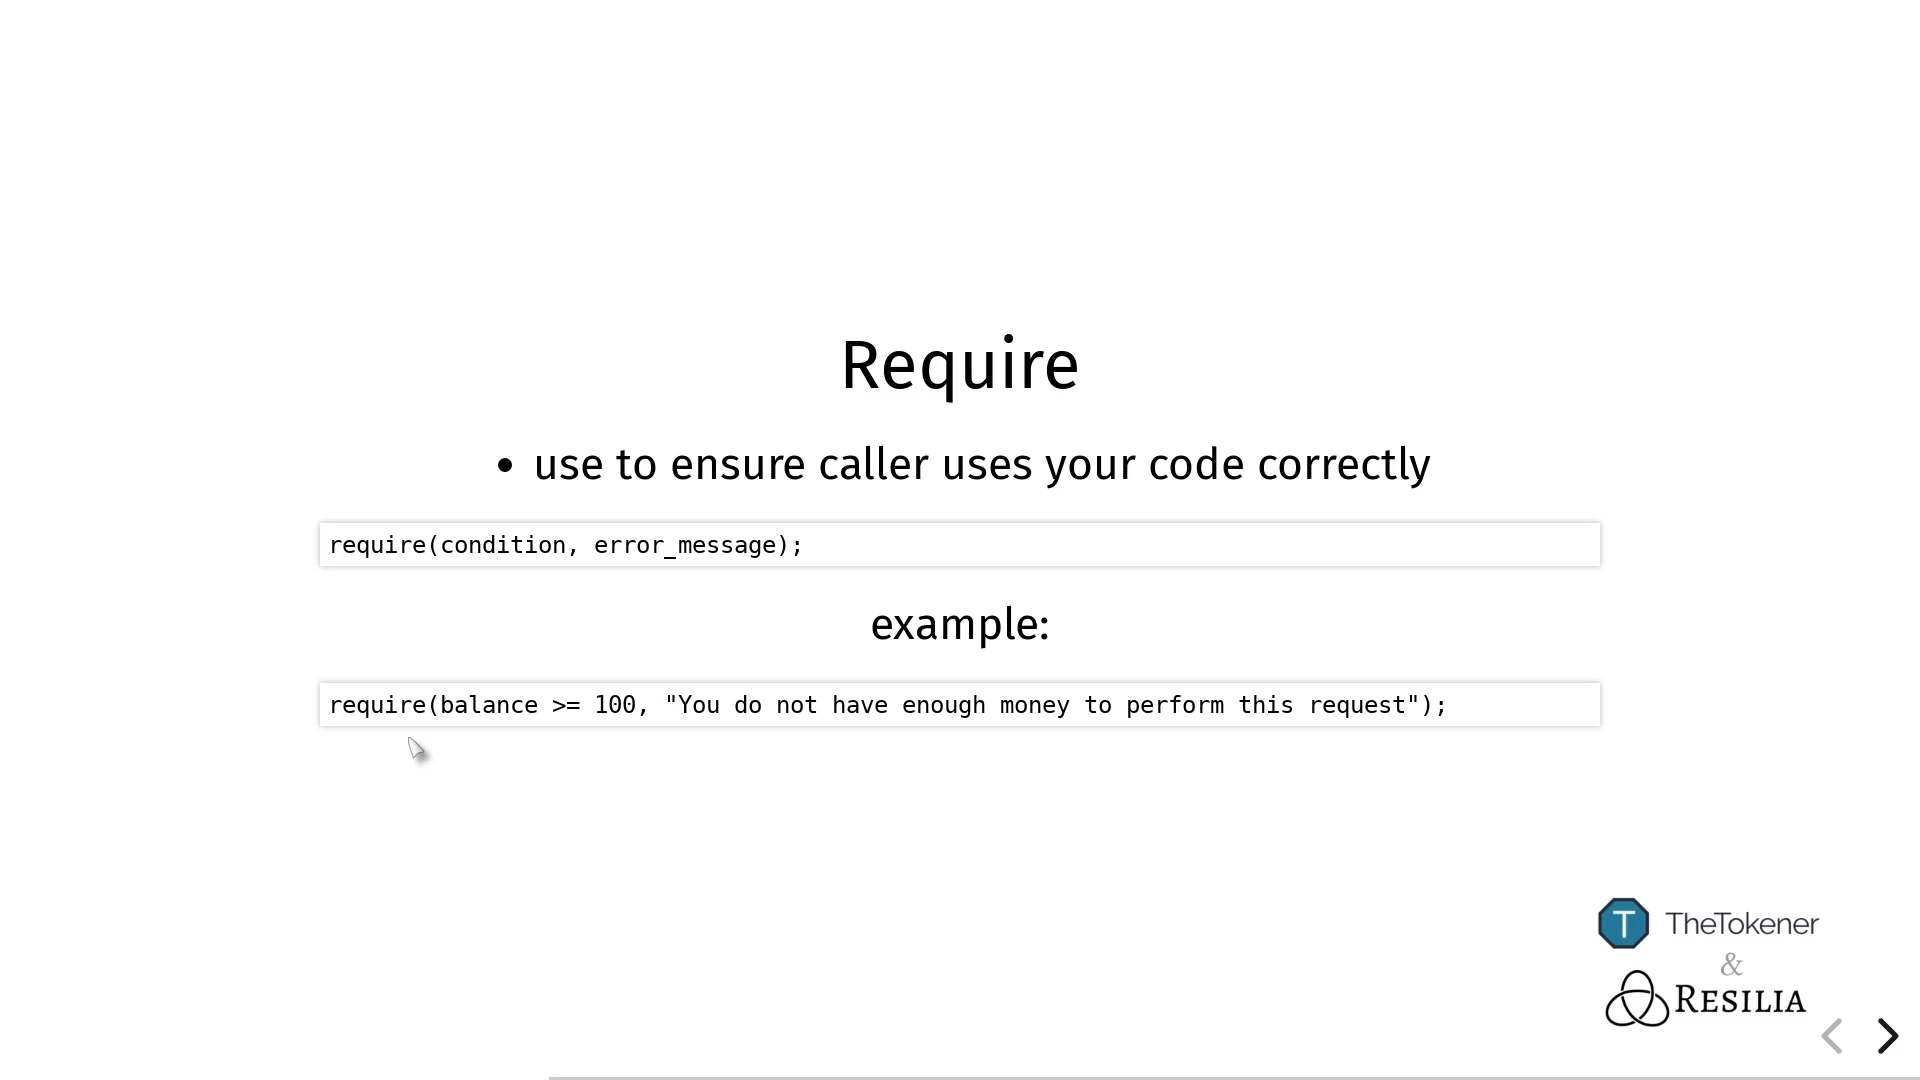 Require
• use to ensure caller uses your code correctly
require(condition, error_message);
example:
require(balance >= 100, "You do not have enough money to perform this request");
T TheTokener
&
RESILIA